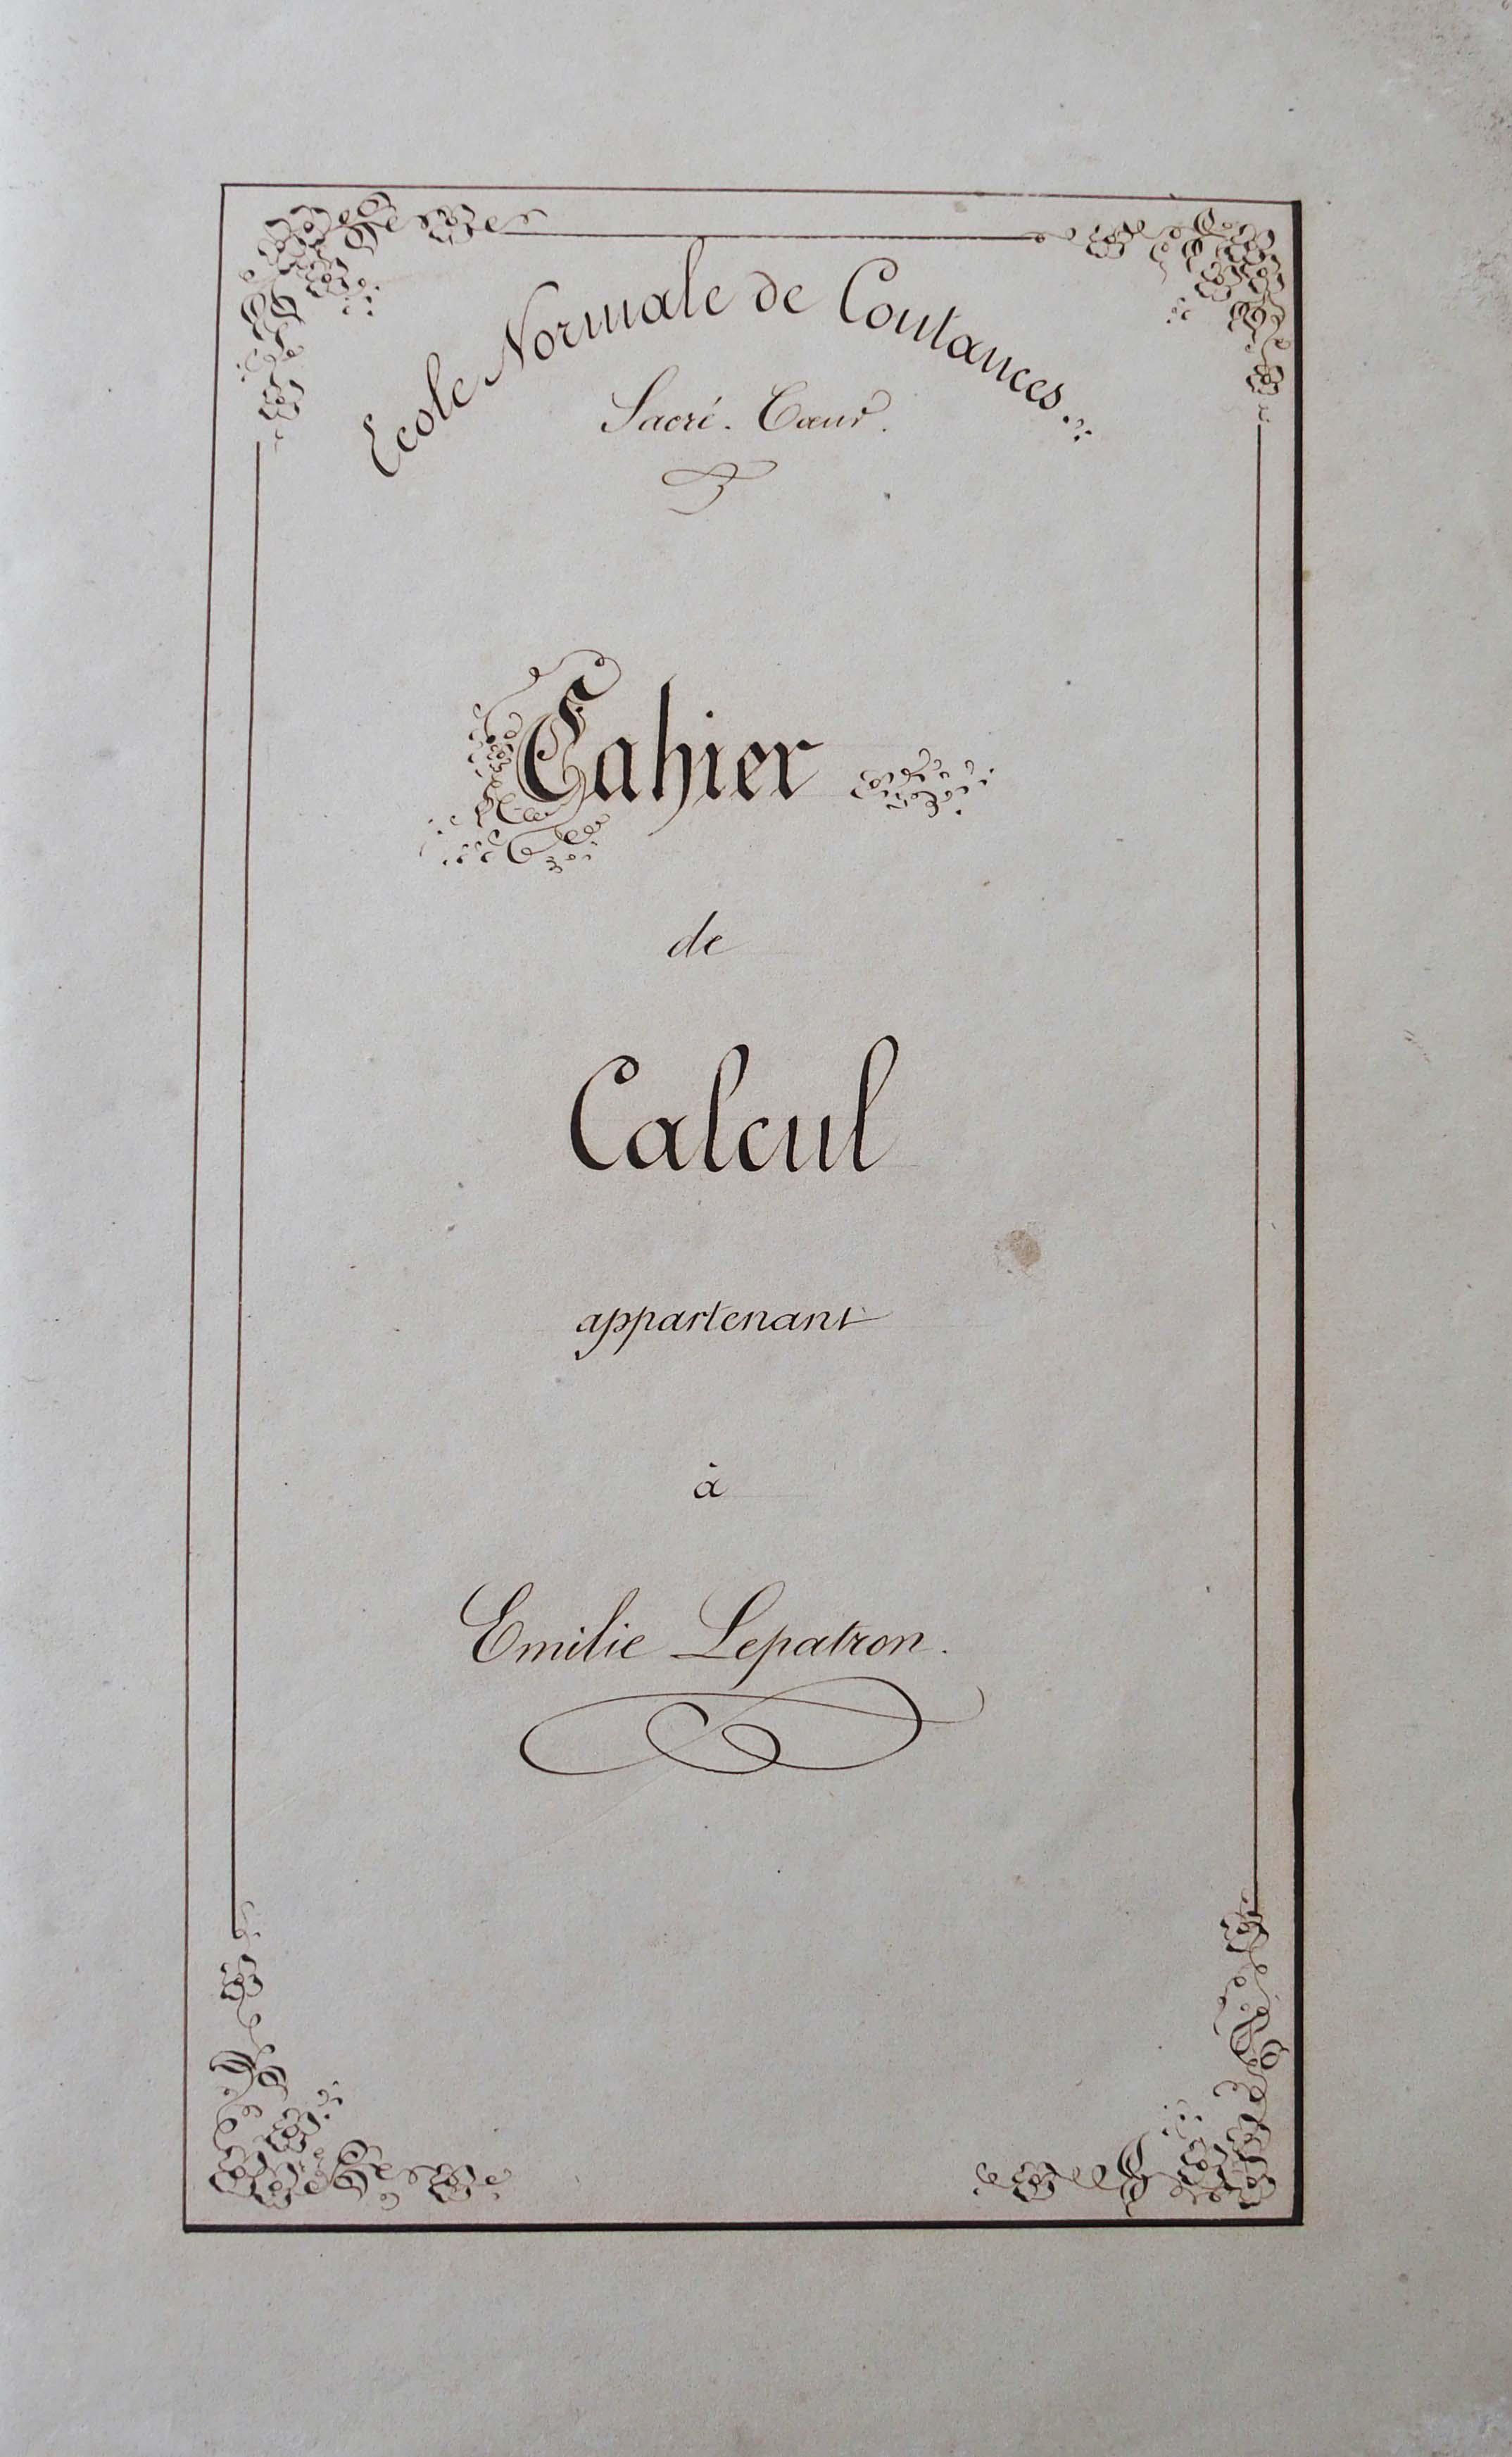 Ecole Normale de Coutances.
Sacré. Cœur.
Cahier
de
Calcul
appartenant
à
Emilie Lepatron.